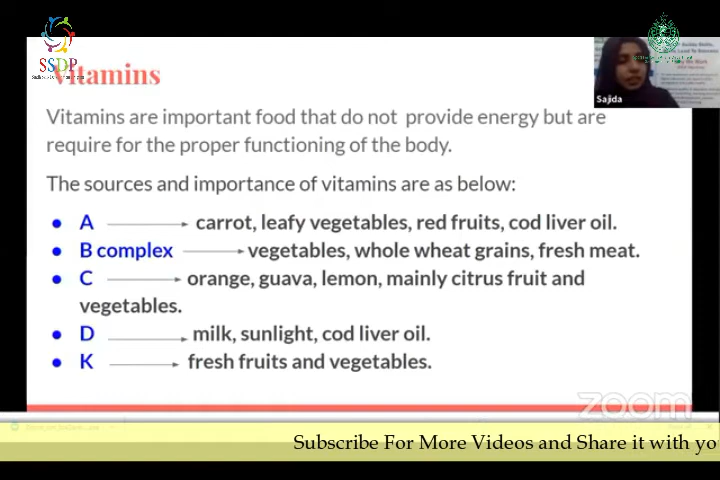 SSDP
Vitamins
Sajida
Vitamins are important food that do not provide energy but are
require for the proper functioning of the body.
The sources and importance of vitamins are as below:
A carrot, leafy vegetables, red fruits, cod liver oil.
B complex vegetables, whole wheat grains, fresh meat.
C orange, guava, lemon, mainly citrus fruit and
vegetables.
D milk, sunlight, cod liver oil.
K fresh fruits and vegetables.
zoom
Subscribe For More Videos and Share it with yo